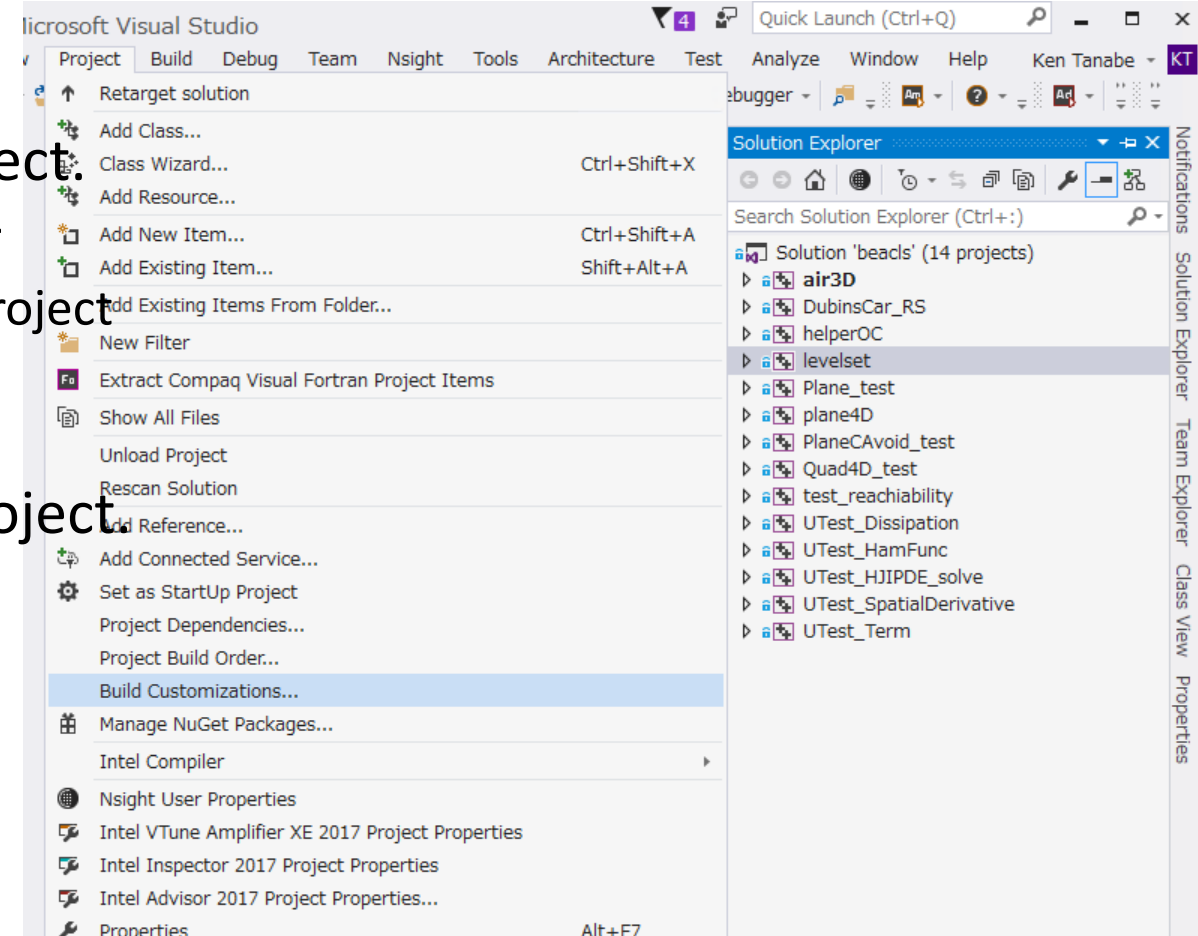 licrosoft Visual Studio
4
Quick Launch (Ctrl+Q)
Project Build Debug Team Nsight Tools Architecture Test Analyze Window Help Ken Tanabe KT
ebugger
Retarget solution
Add Class...
ect.
Class Wizard... Ctrl+Shift+X
Add Resource...
Add New Item... Ctrl+Shift+A
Add Existing Item... Shift+Alt+A
roject
Add Existing Items From Folder...
New Filter
Extract Compaq Visual Fortran Project Items
Show All Files
Unload Project
Rescan Solution
oject.
Add Reference...
Add Connected Service...
Set as StartUp Project
Project Dependencies...
Project Build Order...
Build Customizations...
Manage NuGet Packages...
Intel Compiler
Nsight User Properties
Intel VTune Amplifier XE 2017 Project Properties
Intel Inspector 2017 Project Properties
Intel Advisor 2017 Project Properties...
Properties Alt+F7
Solution Explorer
Search Solution Explorer (Ctrl+:)
Solution 'beacls' (14 projects)
air3D
DubinsCar_RS
helperOC
levelset
Plane_test
plane4D
PlaneCAvoid_test
Quad4D_test
test_reachiability
UTest_Dissipation
UTest_HamFunc
UTest_HJIPDE_solve
UTest_SpatialDerivative
UTest_Term
Notifications
Solution Explorer
Team Explorer
Class View
Properties